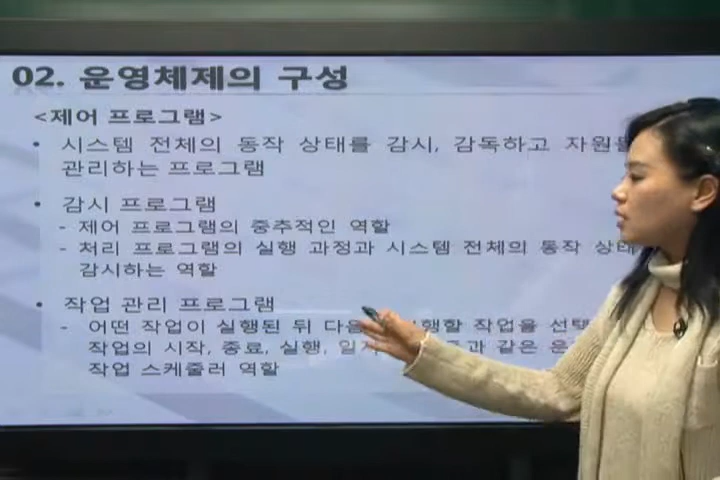 02. 운영체제의 구성
<제어 프로그램>
• 시스템 전체의 동작 상태를 감시, 감독하고 자원을
관리하는 프로그램
• 감시 프로그램
- 제어 프로그램의 중추적인 역할
- 처리 프로그램의 실행 과정과 시스템 전체의 동작 상태
감시하는 역할
• 작업 관리 프로그램
- 어떤 작업이 실행된 뒤 다음 작업을
작업의 시작, 종료, 실행, 같은
작업 스케줄러 역할